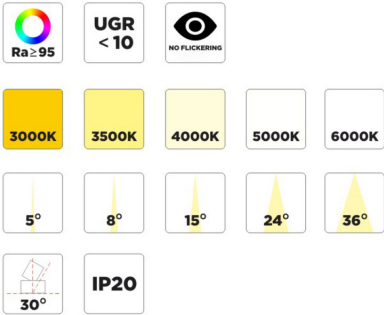 Ra≥95
UGR
<10
NO FLICKERING
3000K
3500K
4000K
5000K
6000K
5°
8°
15°
24°
36°
30°
IP20